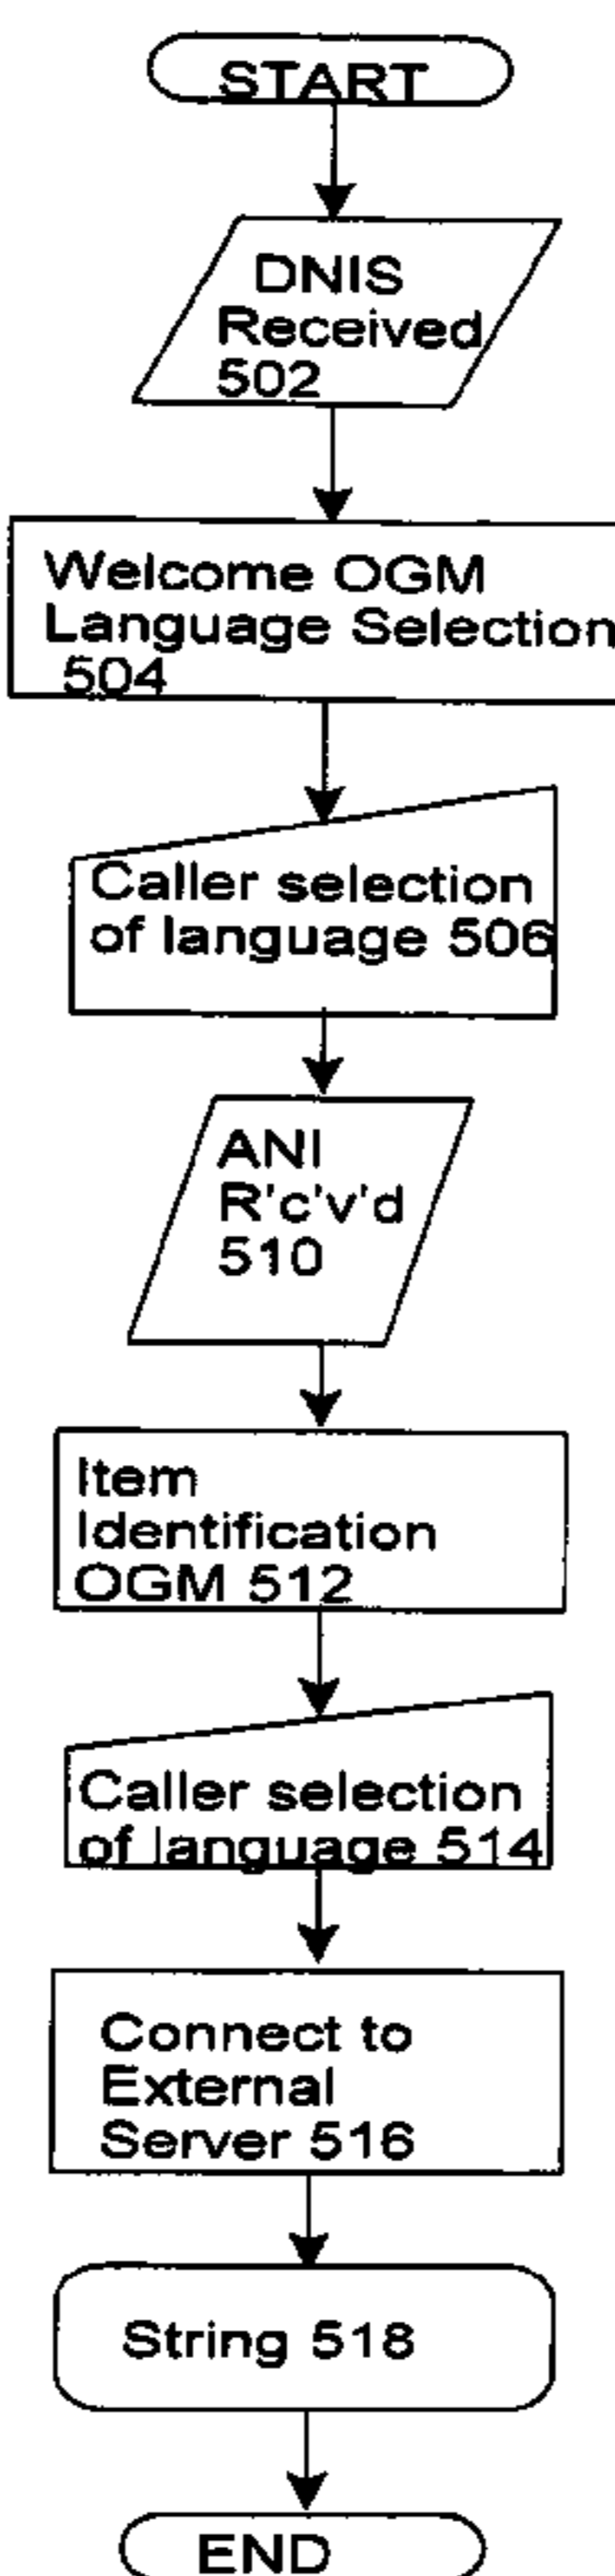 START
DNIS
Received
502
Welcome OGM
Language Selection
504
Caller selection
of language 506
ANI
R'c'v'd
510
Item
Identification
OGM 512
Caller selection
of language 514
Connect to
External
Server 516
String 518
END